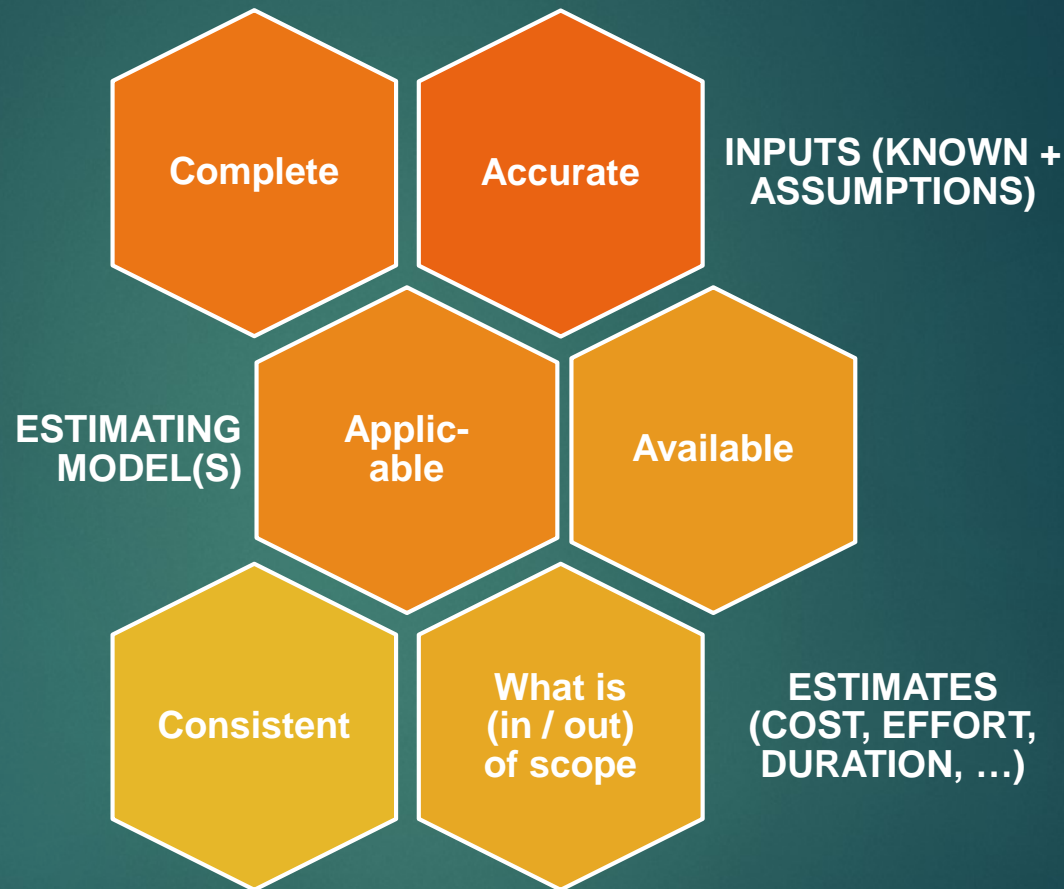 Complete
Accurate
INPUTS (KNOWN +
ASSUMPTIONS)
ESTIMATING
MODEL(S)
Applic-
able
Available
Consistent
What is
(in / out)
of scope
ESTIMATES
(COST, EFFORT,
DURATION, …)